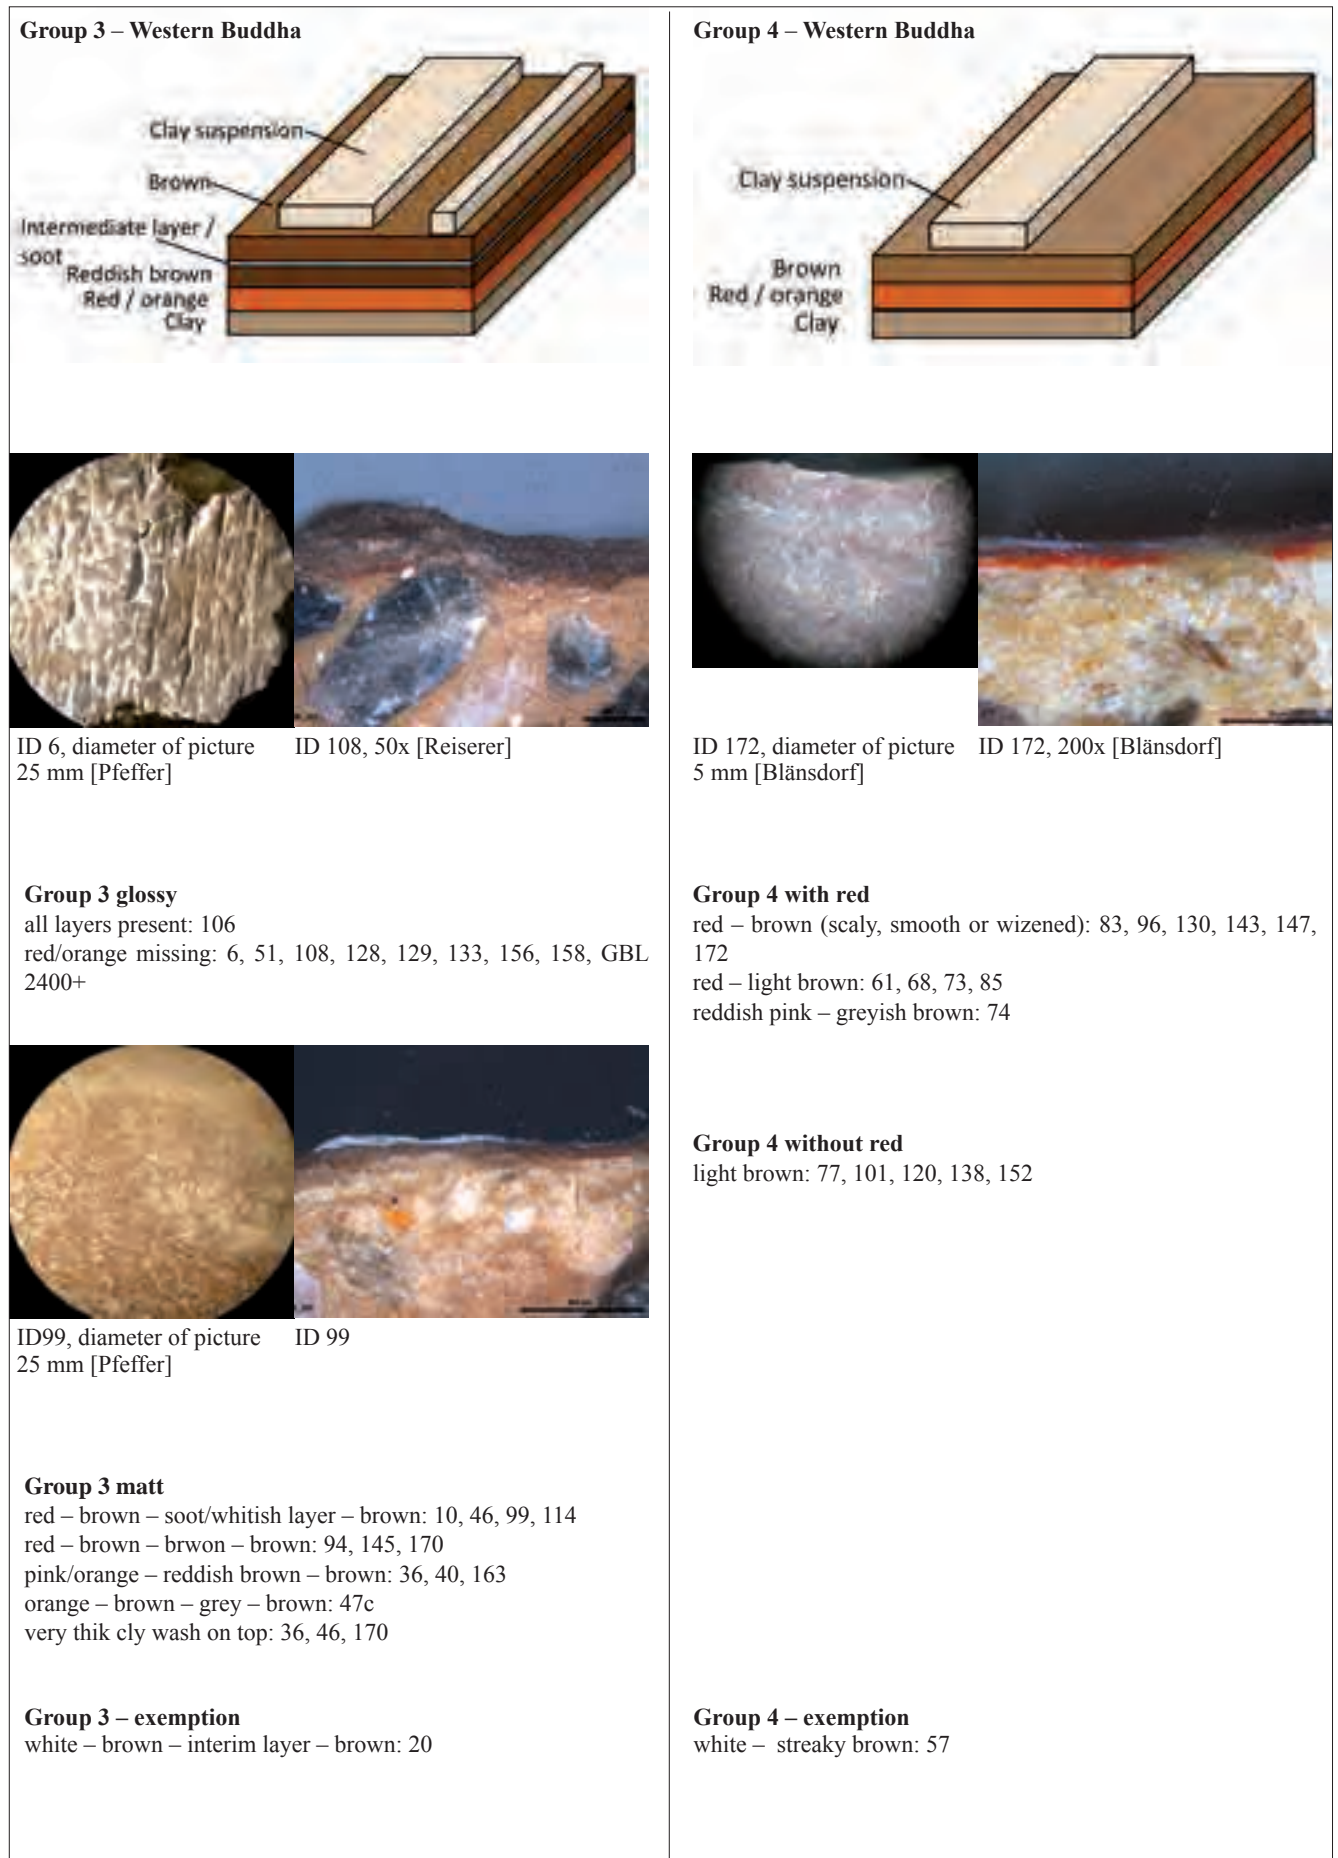 Group 3 – Western Buddha
Clay suspension
Brown
Intermediate layer /
soot
Reddish brown
Red / orange
Clay
ID 6, diameter of picture
25 mm [Pfeffer]
ID 108, 50x [Reiserer]
Group 3 glossy
all layers present: 106
red/orange missing: 6, 51, 108, 128, 129, 133, 156, 158, GBL
2400+
ID99, diameter of picture
25 mm [Pfeffer]
ID 99
Group 3 matt
red – brown – soot/whitish layer – brown: 10, 46, 99, 114
red – brown – brwon – brown: 94, 145, 170
pink/orange – reddish brown – brown: 36, 40, 163
orange – brown – grey – brown: 47c
very thik cly wash on top: 36, 46, 170
Group 3 – exemption
white – brown – interim layer – brown: 20
Group 4 – Western Buddha
Clay suspension
Brown
Red / orange
Clay
ID 172, diameter of picture
5 mm [Blänsdorf]
ID 172, 200x [Blänsdorf]
Group 4 with red
red – brown (scaly, smooth or wizened): 83, 96, 130, 143, 147,
172
red – light brown: 61, 68, 73, 85
reddish pink – greyish brown: 74
Group 4 without red
light brown: 77, 101, 120, 138, 152
Group 4 – exemption
white – streaky brown: 57